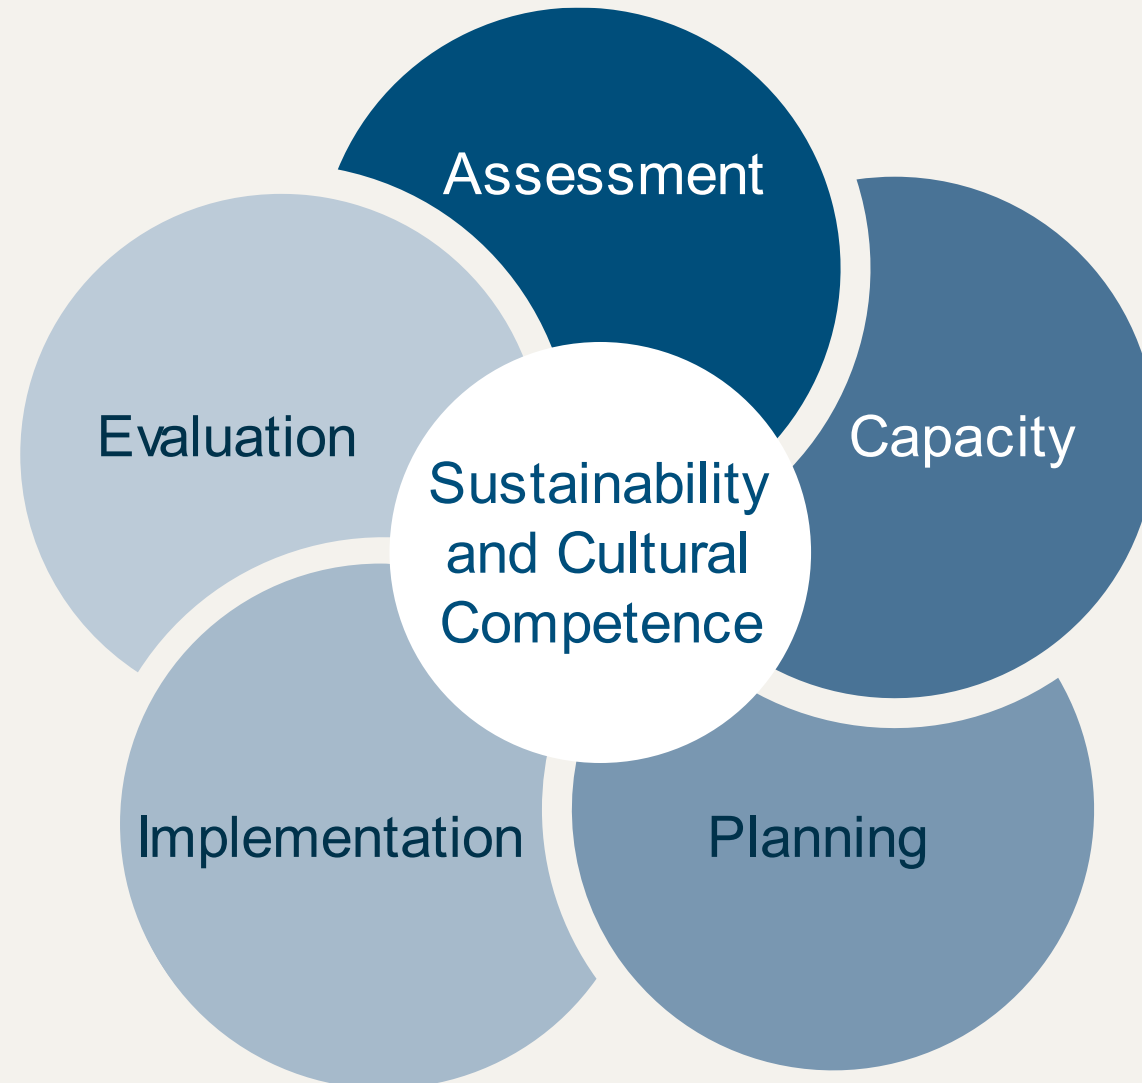 Assessment
Capacity
Evaluation
Sustainability
and Cultural
Competence
Implementation
Planning